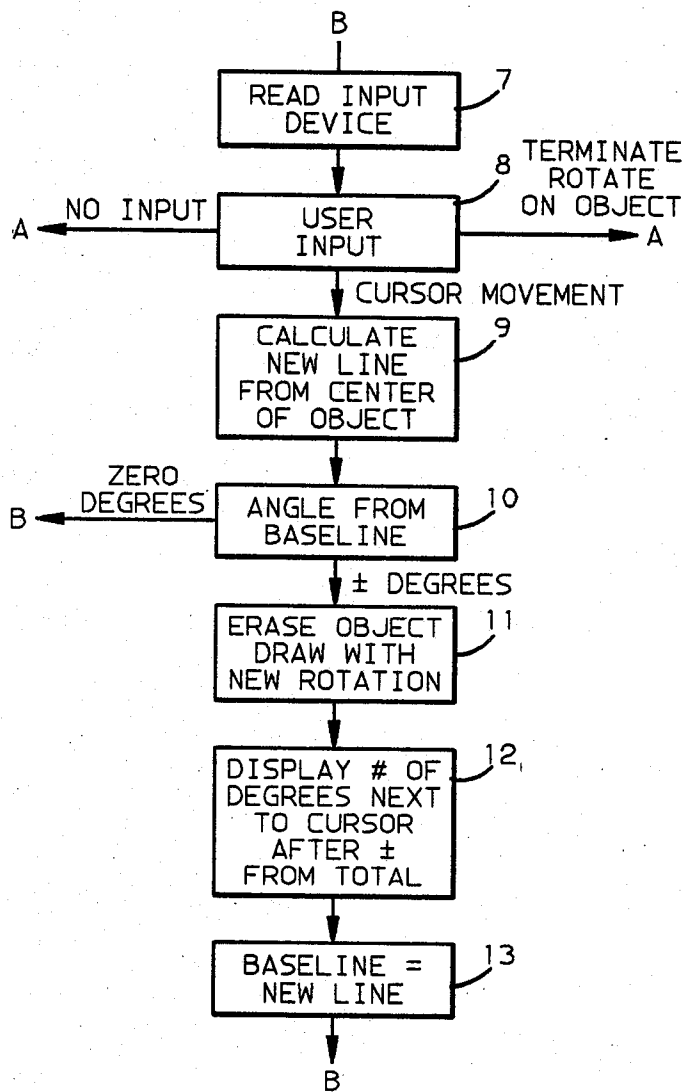 B
7
READ INPUT
DEVICE
8
TERMINATE
ROTATE
ON OBJECT
A
NO INPUT
USER
INPUT
A
CURSOR MOVEMENT
9
CALCULATE
NEW LINE
FROM CENTER
OF OBJECT
ZERO
DEGREES
B
10
ANGLE FROM
BASELINE
± DEGREES
11
ERASE OBJECT
DRAW WITH
NEW ROTATION
12
DISPLAY # OF
DEGREES NEXT
TO CURSOR
AFTER ±
FROM TOTAL
13
BASELINE =
NEW LINE
B